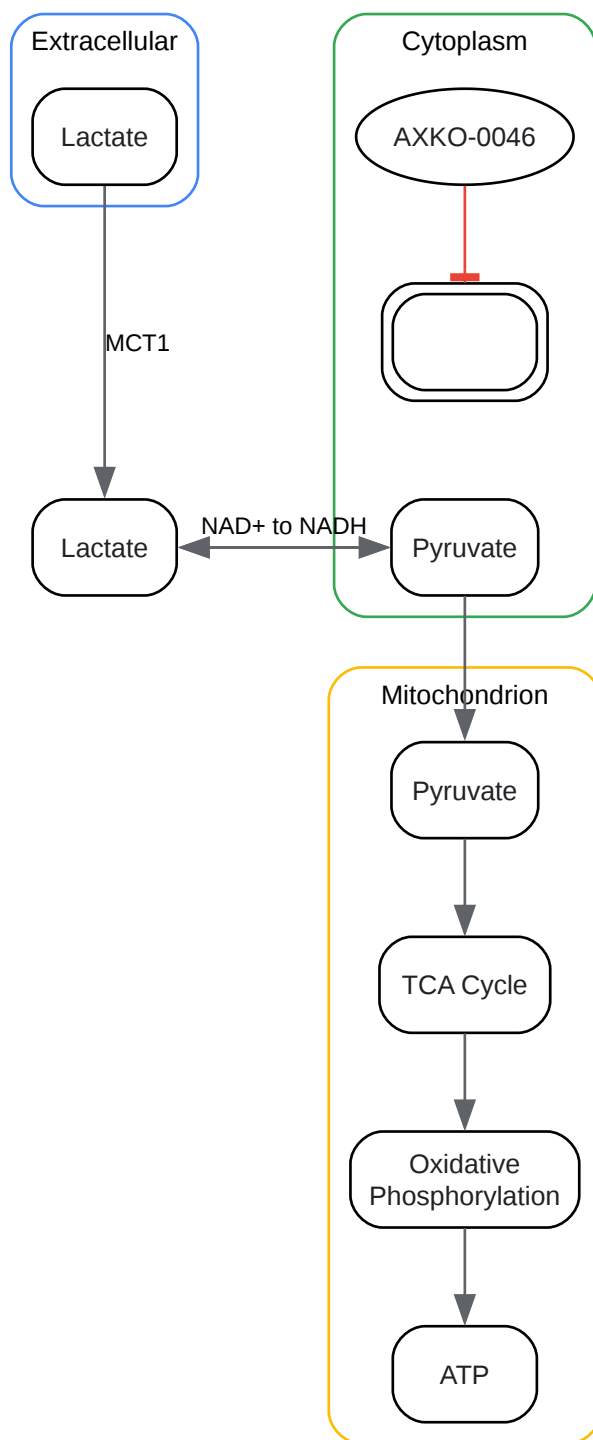 Extracellular
Cytoplasm
Lactate
AXKO-0046
MCT1
Lactate
NAD+ to NADH
Pyruvate
Mitochondrion
Pyruvate
TCA Cycle
Oxidative
Phosphorylation
ATP